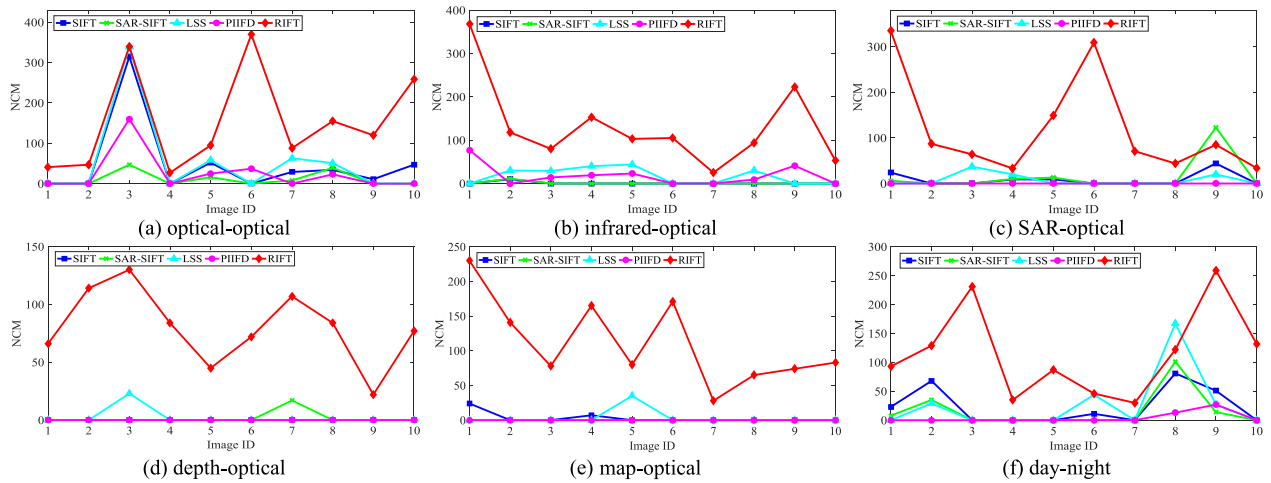 SIFT SAR-SIFT LSS PIIFD RIFT
400
300
200
100
0
NCM
1 2 3 4 5 6 7 8 9 10
Image ID
(a) optical-optical
SIFT SAR-SIFT LSS PIIFD RIFT
400
300
200
100
0
NCM
1 2 3 4 5 6 7 8 9 10
Image ID
(b) infrared-optical
SIFT SAR-SIFT LSS PIIFD RIFT
300
200
100
0
NCM
1 2 3 4 5 6 7 8 9 10
Image ID
(c) SAR-optical
SIFT SAR-SIFT LSS PIIFD RIFT
150
100
50
0
NCM
1 2 3 4 5 6 7 8 9 10
Image ID
(d) depth-optical
SIFT SAR-SIFT LSS PIIFD RIFT
250
200
150
100
50
0
NCM
1 2 3 4 5 6 7 8 9 10
Image ID
(e) map-optical
SIFT SAR-SIFT LSS PIIFD RIFT
300
250
200
150
100
50
0
NCM
1 2 3 4 5 6 7 8 9 10
Image ID
(f) day-night